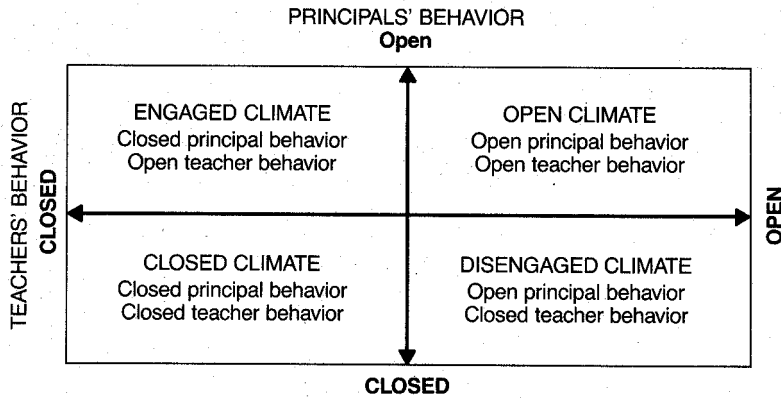 PRINCIPALS' BEHAVIOR
Open
TEACHERS' BEHAVIOR
CLOSED
ENGAGED CLIMATE
Closed principal behavior
Open teacher behavior
OPEN CLIMATE
Open principal behavior
Open teacher behavior
CLOSED CLIMATE
Closed principal behavior
Closed teacher behavior
DISENGAGED CLIMATE
Open principal behavior
Closed teacher behavior
OPEN
CLOSED